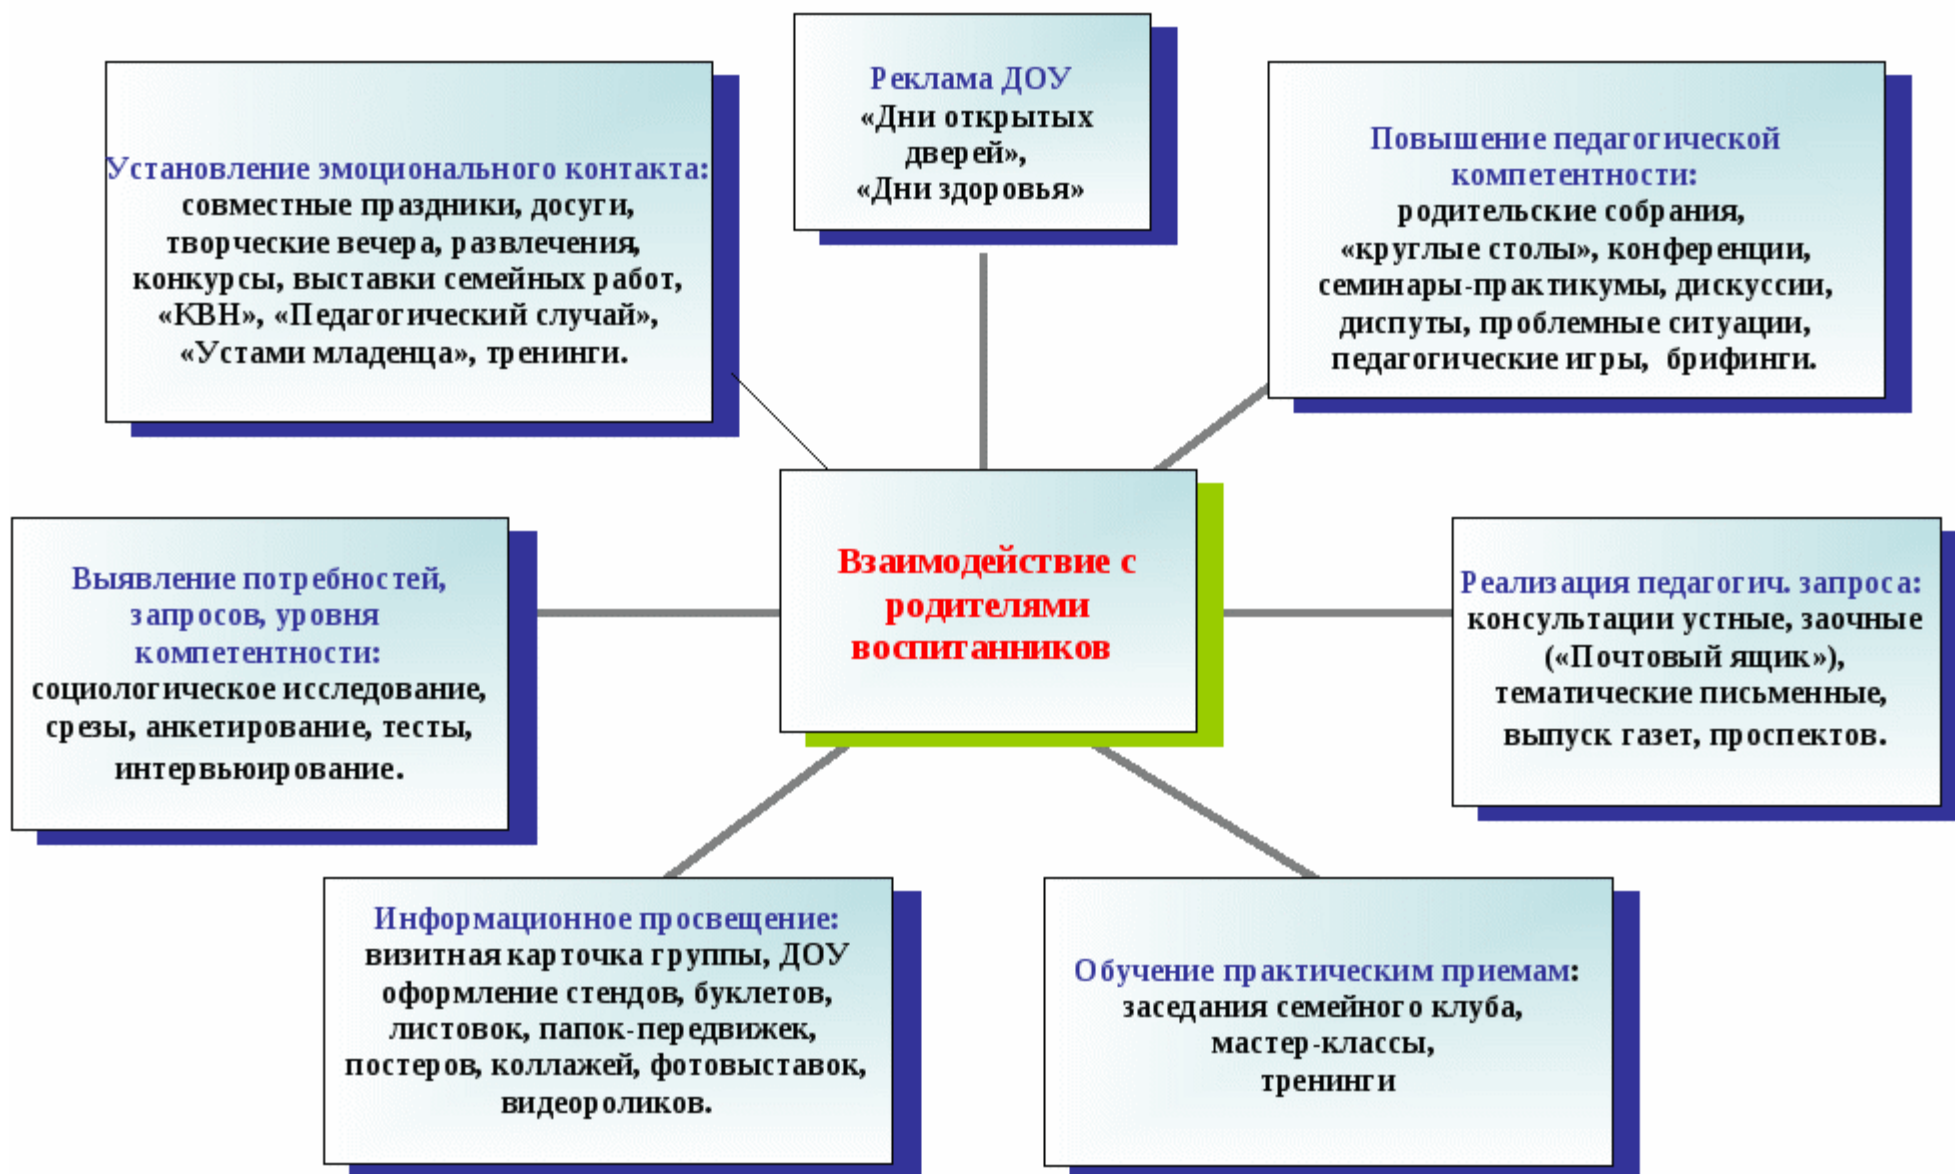 Реклама ДОУ
«Дни открытых
дверей»,
«Дни здоровья»
Установление эмоционального контакта:
совместные праздники, досуги,
творческие вечера, развлечения,
конкурсы, выставки семейных работ,
«КВН», «Педагогический случай»,
«Устами младенца», тренинги.
Повышение педагогической
компетентности:
родительские собрания,
«круглые столы», конференции,
семинары-практикумы, дискуссии,
диспуты, проблемные ситуации,
педагогические игры, брифинги.
Взаимодействие с
родителями
воспитанников
Выявление потребностей,
запросов, уровня
компетентности:
социологическое исследование,
срезы, анкетирование, тесты,
интервьюирование.
Реализация педагогич. запроса:
консультации устные, заочные
(«Почтовый ящик»),
тематические письменные,
выпуск газет, проспектов.
Информационное просвещение:
визитная карточка группы, ДОУ
оформление стендов, буклетов,
листовок, папок-передвижек,
постеров, коллажей, фотовыставок,
видеороликов.
Обучение практическим приемам:
заседания семейного клуба,
мастер-классы,
тренинги